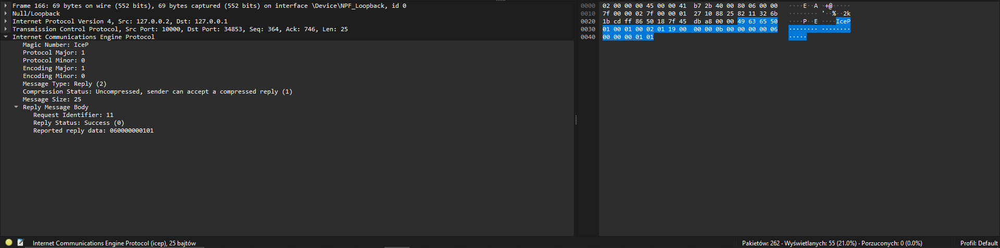 Frame 166: 69 bytes on wire (552 bits), 69 bytes captured (552 bits) on interface \Device\NPF_Loopback, id 0
Null/Loopback
Internet Protocol Version 4, Src: 127.0.0.2, Dst: 127.0.0.1
Transmission Control Protocol, Src Port: 10000, Dst Port: 34853, Seq: 364, Ack: 746, Len: 25
Internet Communications Engine Protocol
Magic Number: IceP
Protocol Major: 1
Protocol Minor: 0
Encoding Major: 1
Encoding Minor: 0
Message Type: Reply (2)
Compression Status: Uncompressed, sender can accept a compressed reply (1)
Message Size: 25
Reply Message Body
Request Identifier: 11
Reply Status: Success (0)
Reported reply data: 060000000101
0000 02 00 00 00 45 00 00 41 b7 2b 40 00 80 06 00 00 ····E··A ·+@·····
0010 7f 00 00 02 7f 00 00 01 27 10 88 25 82 11 32 6b ········ '··%··2k
0020 1b cd ff 86 50 18 7f 45 db a8 00 00 49 63 65 50 ····P··E ····IceP
0030 01 00 01 00 02 01 19 00 00 00 0b 00 00 00 00 06 ········ ········
0040 00 00 00 01 01 ·····
Internet Communications Engine Protocol (icep), 25 bajtów
Pakietów: 262 · Wyświetlanych: 55 (21.0%) · Porzuconych: 0 (0.0%)
Profil: Default